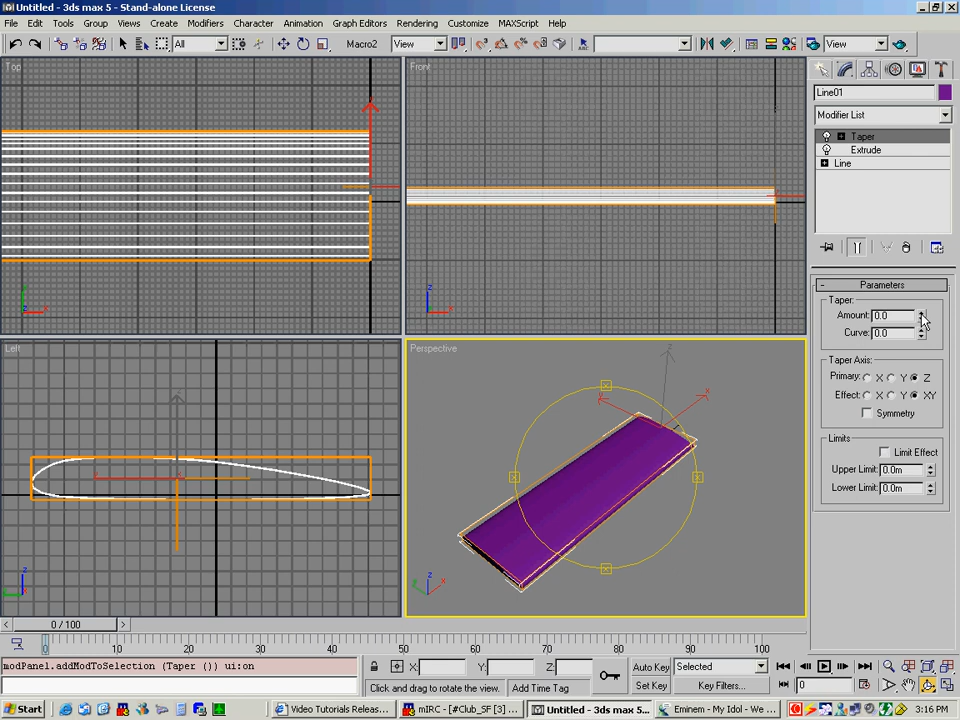 Untitled - 3ds max 5 - Stand-alone License
File Edit Tools Group Views Create Modifiers Character Animation Graph Editors Rendering Customize MAXScript Help
All Macro2 View View
Top
Front
Line01
Modifier List
Taper
Extrude
Line
Parameters
Taper:
Amount: 0.0
Curve: 0.0
Left
Perspective
Taper Axis:
Primary: X Y Z
Effect: X Y XY
Symmetry
Limits
Limit Effect
Upper Limit: 0.0m
Lower Limit: 0.0m
x
z
x
z
x
x
x
z
x
z
y
x
0 / 100
0 10 20 30 40 50 60 70 80 90 100
modPanel.addModToSelection (Taper ()) ui:on
X: Y: Z:
Auto Key Selected
Click and drag to rotate the view. Add Time Tag
Set Key Key Filters... 0
Start Video Tutorials Releas... mIRC - [#Club_SF [3] ... Untitled - 3ds max 5... Eminem - My Idol - We ... 3:16 PM